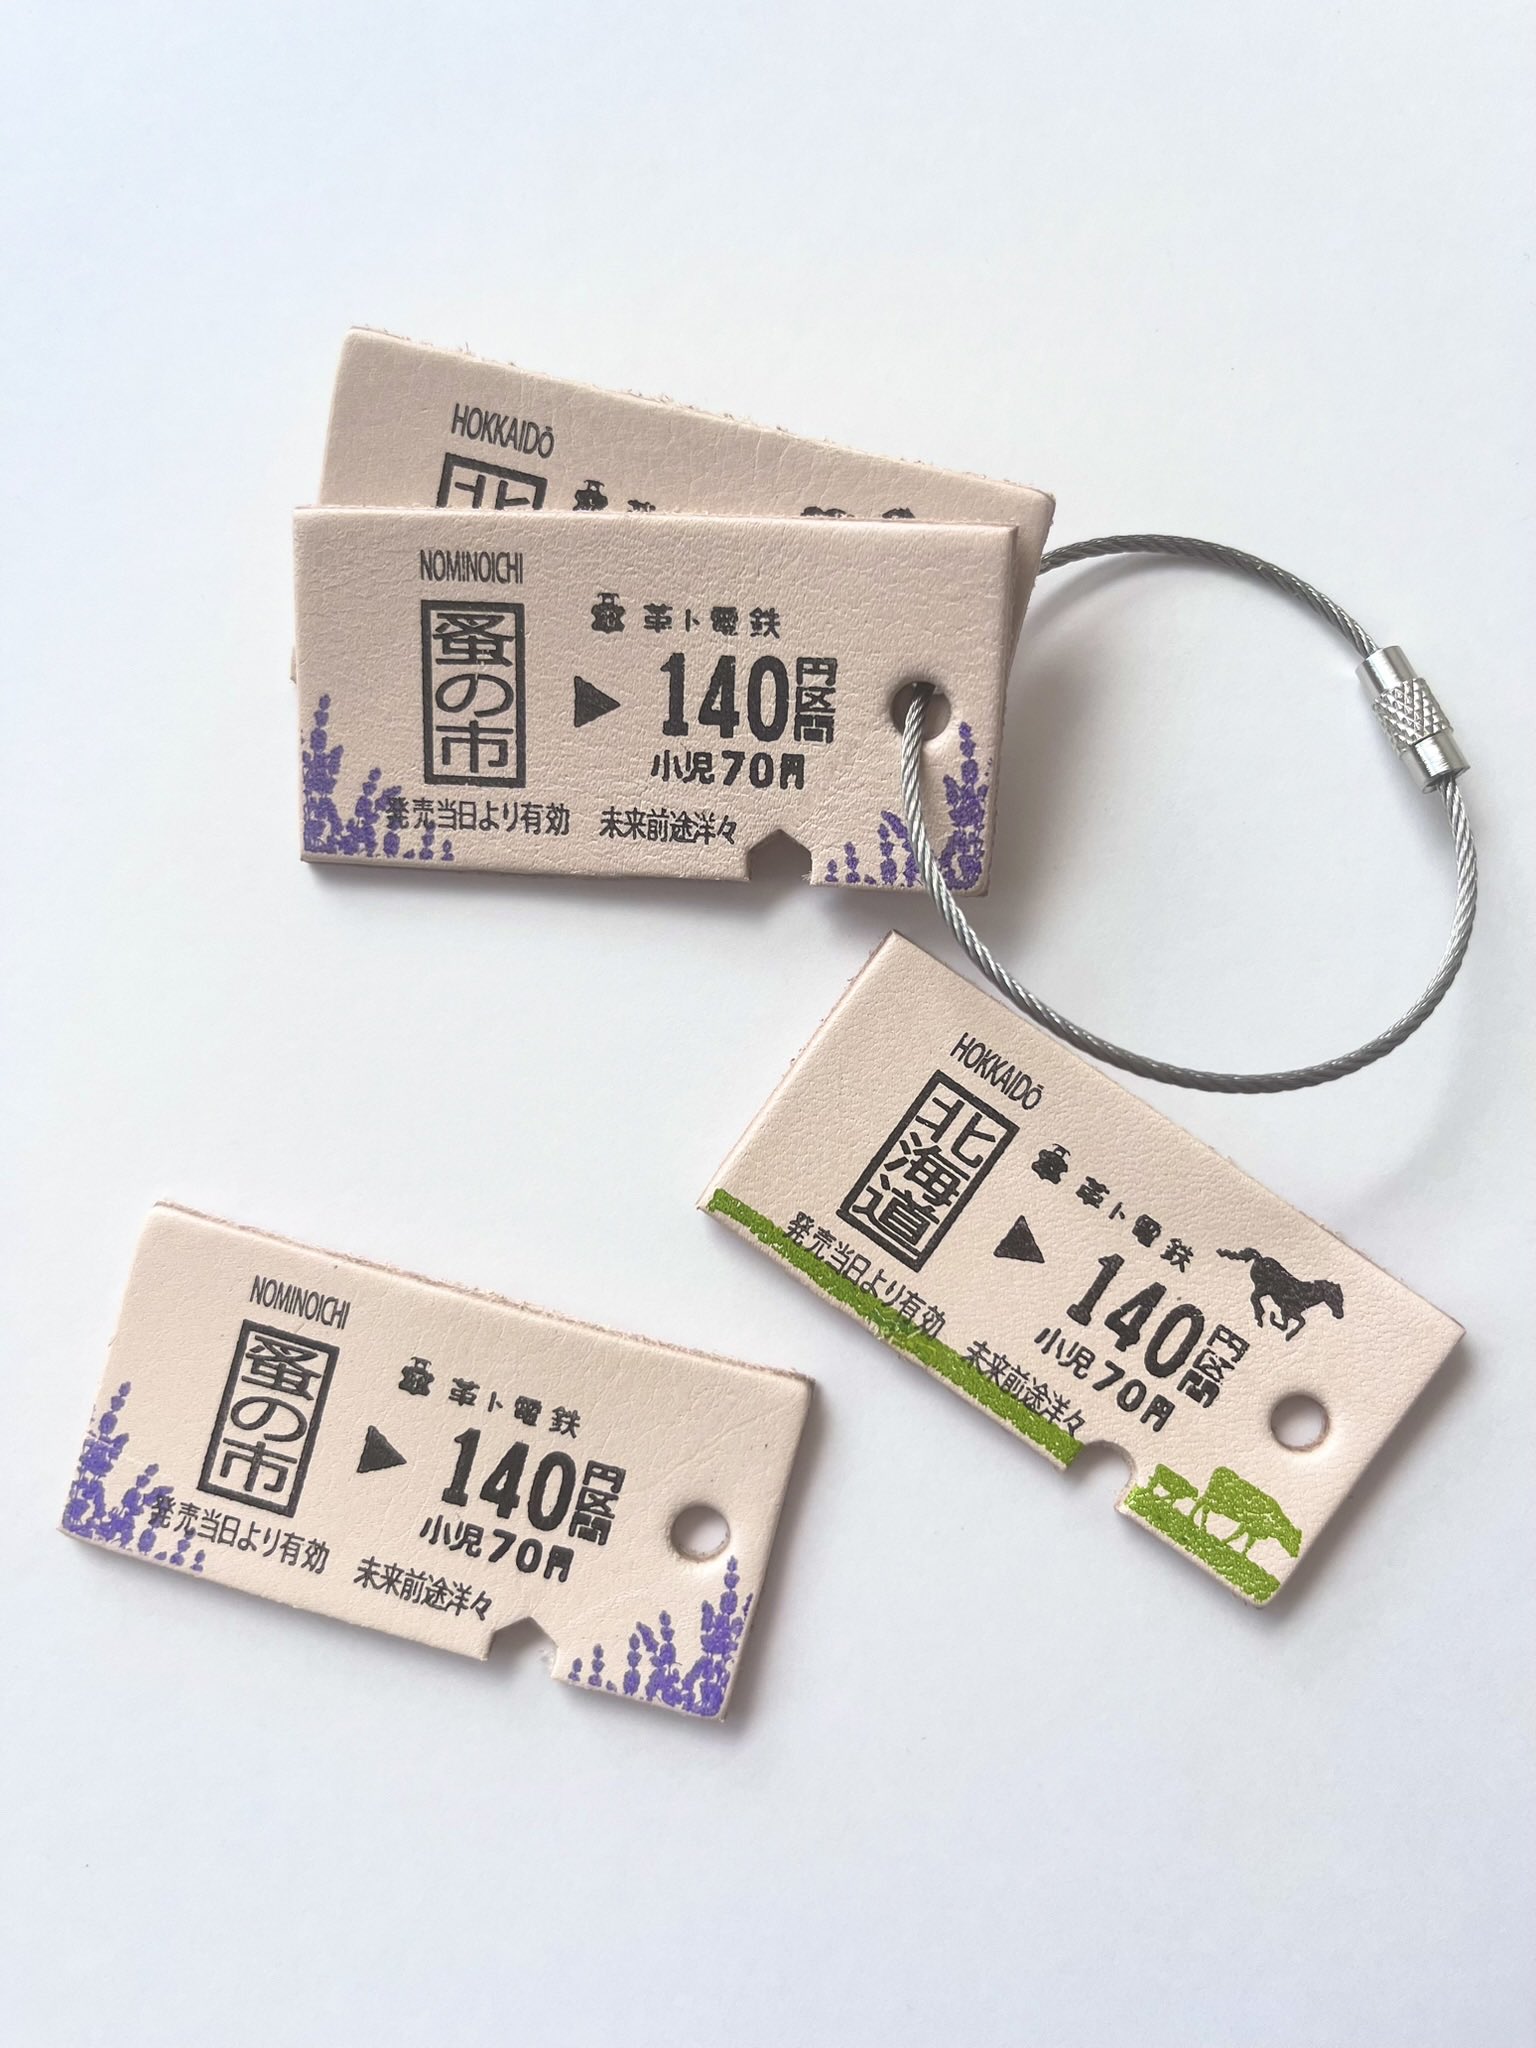 HOKKAIDō
北
NOMINOICHI
蚤の市
革ト電鉄
140円区間
小児70円
発売当日より有効 未来前途洋々
HOKKAIDō
北海道
革ト電鉄
140円区間
小児70円
発売当日より有効 未来前途洋々
NOMINOICHI
蚤の市
革ト電鉄
140円区間
小児70円
発売当日より有効 未来前途洋々